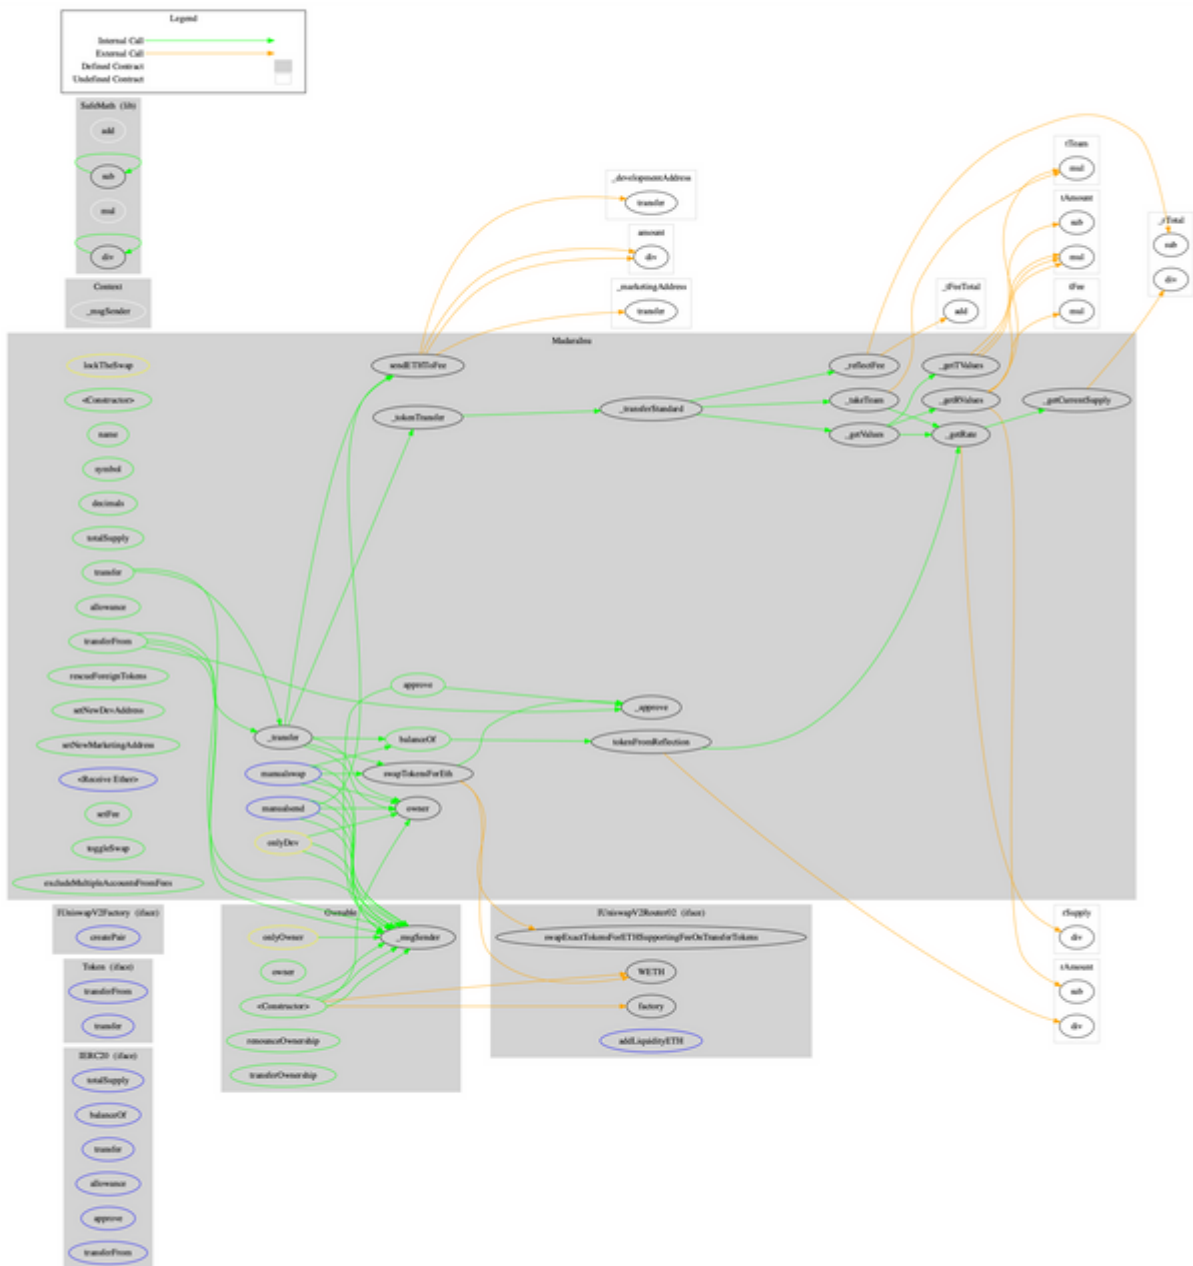 Legend
Internal Call
External Call
Defined Contract
Undefined Contract
SafeMath (lib)
add
sub
mul
div
Context
_msgSender
_developmentAddress
transfer
amount
div
_marketingAddress
transfer
_tFeeTotal
add
tTeam
mul
tAmount
sub
mul
tFee
mul
_rTotal
sub
div
lockTheSwap
<Constructor>
name
symbol
decimals
totalSupply
transfer
allowance
transferFrom
rescueForeignTokens
setNewDevAddress
setNewMarketingAddress
<Receive Ether>
setFee
toggleSwap
excludeMultipleAccountsFromFees
_transfer
manualswap
manualsend
onlyDev
sendETHToFee
_tokenTransfer
approve
balanceOf
swapTokensForEth
owner
_transferStandard
_approve
tokenFromReflection
_reflectFee
_takeTeam
_getValues
_getTValues
_getRValues
_getRate
_getCurrentSupply
IUniswapV2Factory (iface)
createPair
Token (iface)
transferFrom
transfer
IERC20 (iface)
totalSupply
balanceOf
transfer
allowance
approve
transferFrom
Ownable
onlyOwner
owner
<Constructor>
renounceOwnership
transferOwnership
_msgSender
IUniswapV2Router02 (iface)
swapExactTokensForETHSupportingFeeOnTransferTokens
WETH
factory
addLiquidityETH
rSupply
div
rAmount
sub
div